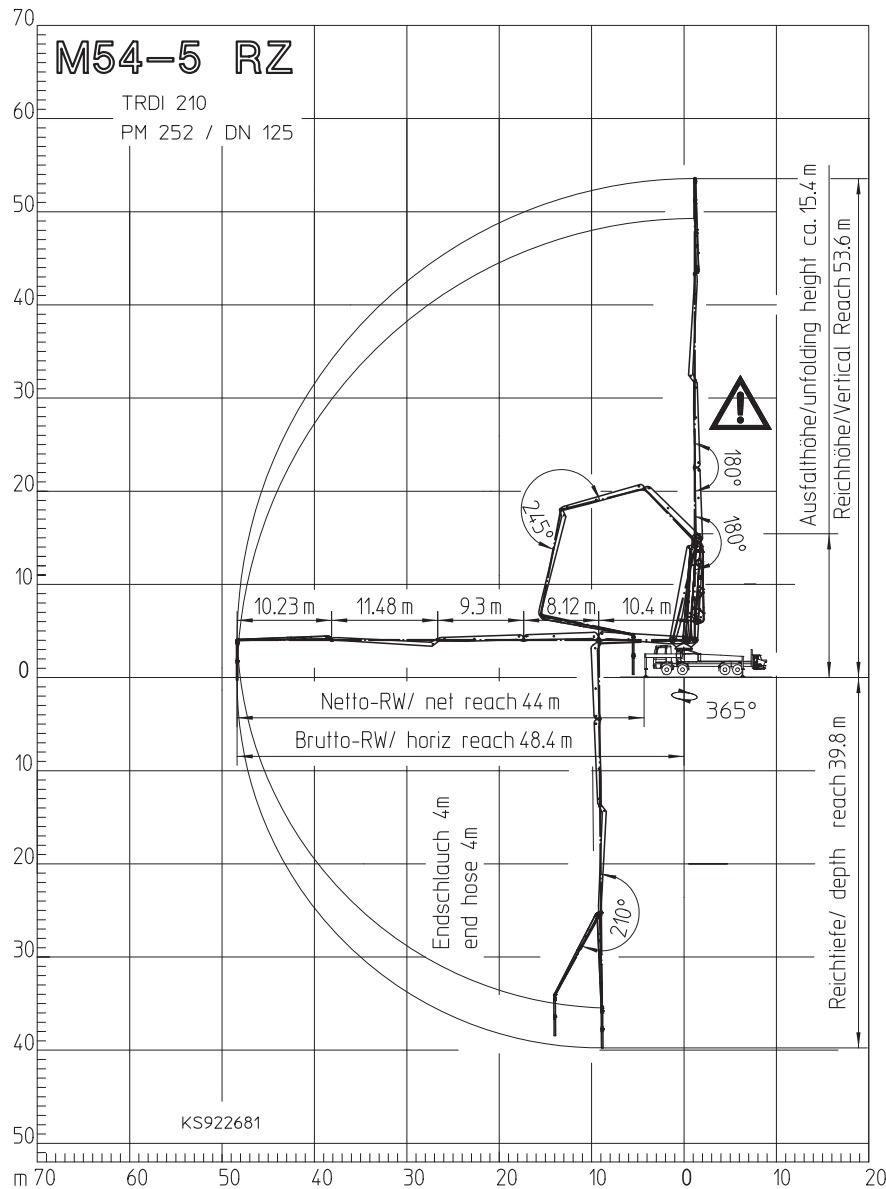 70
M54-5 RZ
TRDI 210
PM 252 / DN 125
60
50
40
30
20
10
0
10
20
30
40
50
Ausfalthöhe/unfolding height ca. 15.4 m
Reichhöhe/Vertical Reach 53.6 m
180°
180°
245°
10.23 m
11.48 m
9.3 m
8.12 m
10.4 m
Netto-RW/ net reach 44 m
365°
Brutto-RW/ horiz reach 48.4 m
Endschlauch 4m
end hose 4m
210°
Reichtiefe/ depth reach 39.8 m
KS922681
m 70 60 50 40 30 20 10 0 10 20